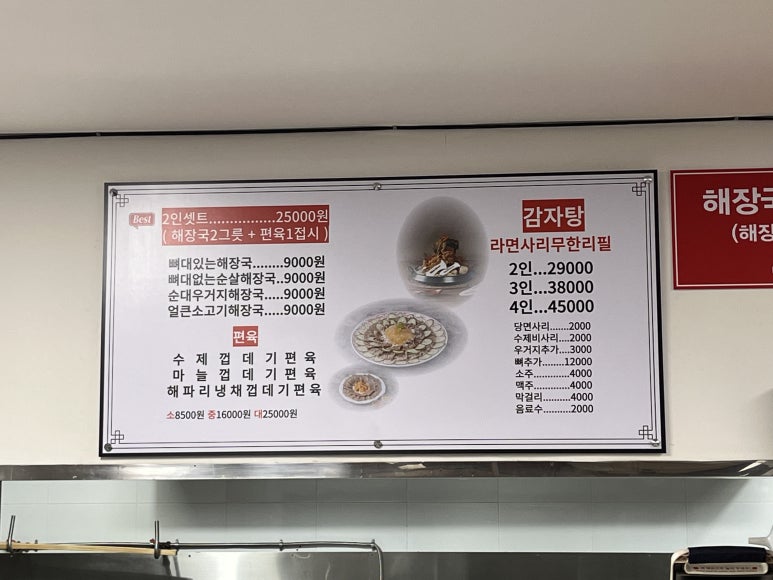 Best
2인셋트................25000원
( 해장국2그릇 + 편육1접시 )
뼈대있는해장국........9000원
뼈대없는순살해장국..9000원
순대우거지해장국.....9000원
얼큰소고기해장국.....9000원
편육
수 제 껍 데 기 편 육
마 늘 껍 데 기 편 육
해파리냉채껍데기편육
소8500원 중16000원 대25000원
감자탕
라면사리무한리필
2인...29000
3인...38000
4인...45000
당면사리.......2000
수제비사리....2000
우거지추가....3000
뼈추가.........12000
소주.............4000
맥주.............4000
막걸리..........4000
음료수..........2000
해장국
(해장